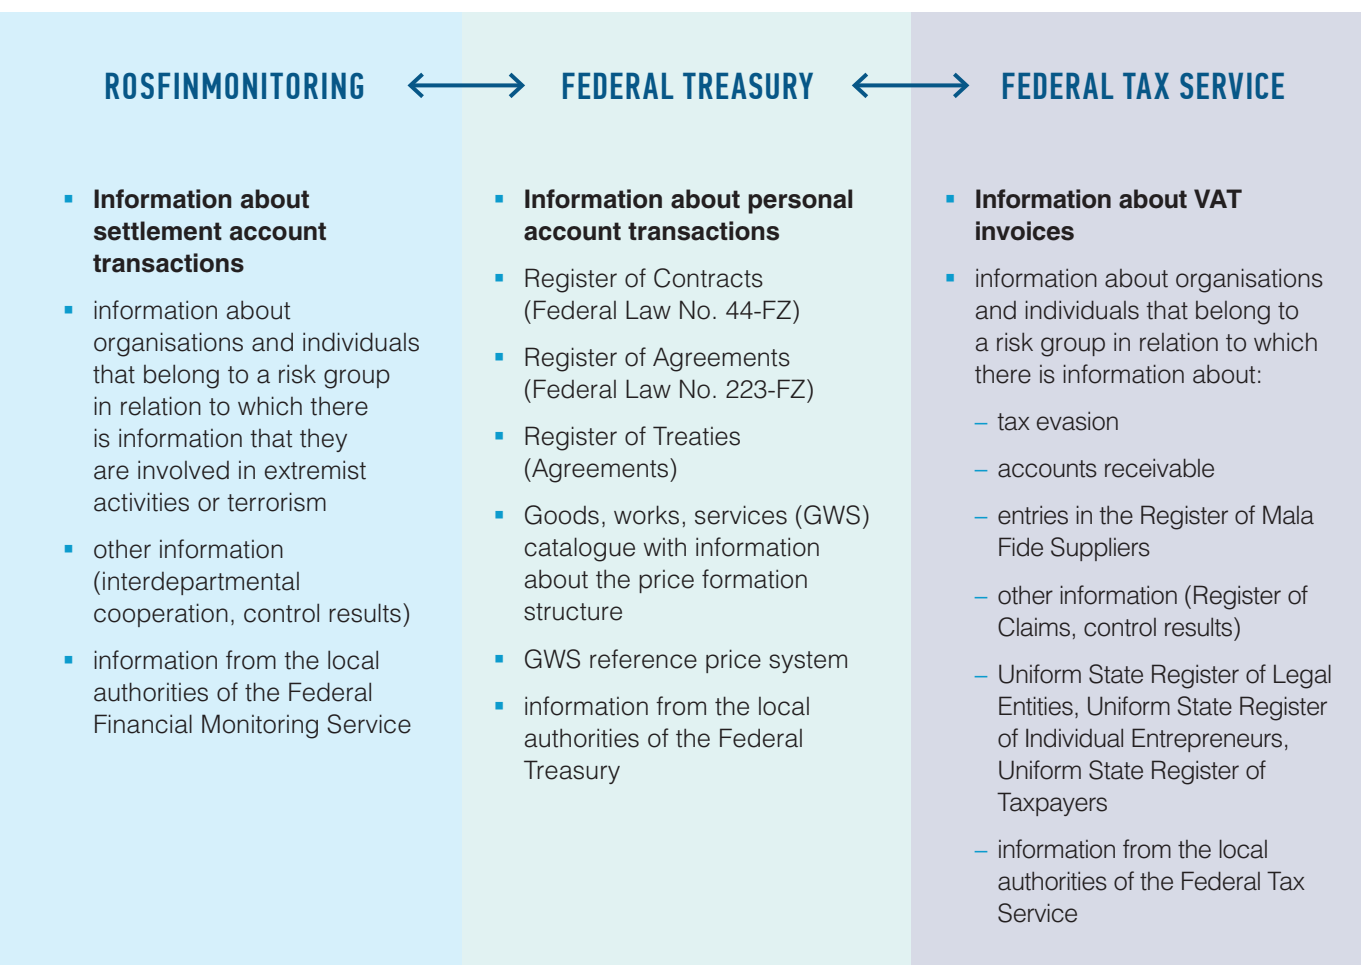 ROSFINMONITORING
FEDERAL TREASURY
FEDERAL TAX SERVICE
▪ Information about
settlement account
transactions
▪ information about
organisations and individuals
that belong to a risk group
in relation to which there
is information that they
are involved in extremist
activities or terrorism
▪ other information
(interdepartmental
cooperation, control results)
▪ information from the local
authorities of the Federal
Financial Monitoring Service
▪ Information about personal
account transactions
▪ Register of Contracts
(Federal Law No. 44-FZ)
▪ Register of Agreements
(Federal Law No. 223-FZ)
▪ Register of Treaties
(Agreements)
▪ Goods, works, services (GWS)
catalogue with information
about the price formation
structure
▪ GWS reference price system
▪ information from the local
authorities of the Federal
Treasury
▪ Information about VAT
invoices
▪ information about organisations
and individuals that belong to
a risk group in relation to which
there is information about:
– tax evasion
– accounts receivable
– entries in the Register of Mala
Fide Suppliers
– other information (Register of
Claims, control results)
– Uniform State Register of Legal
Entities, Uniform State Register
of Individual Entrepreneurs,
Uniform State Register of
Taxpayers
– information from the local
authorities of the Federal Tax
Service